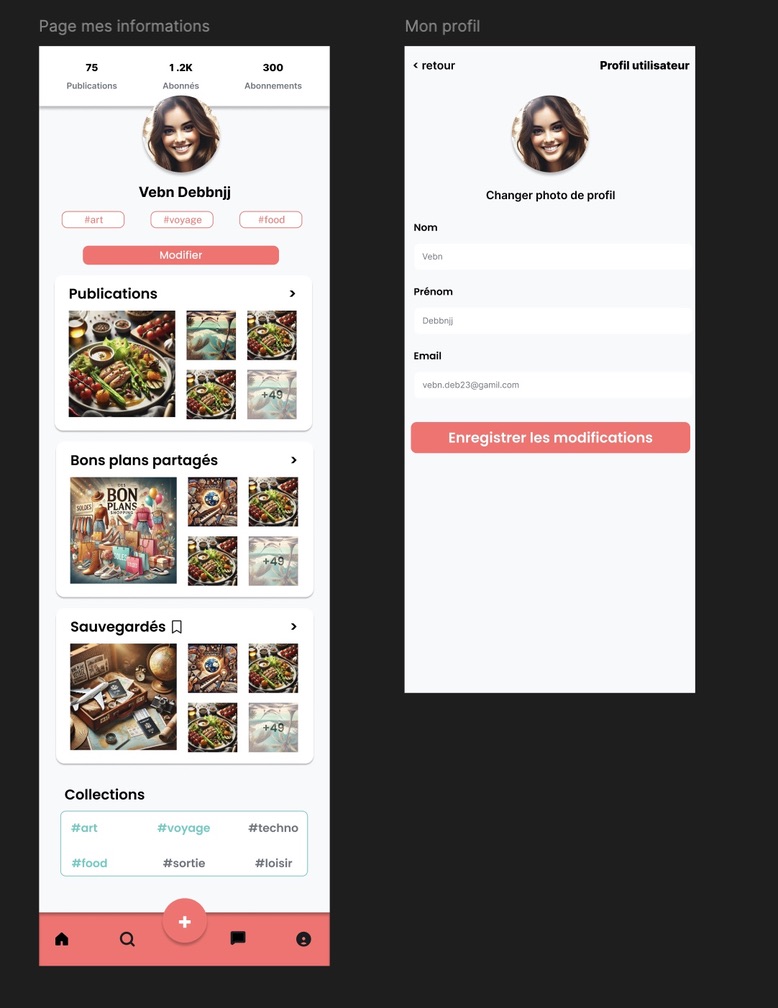 Page mes informations
75 1.2K 300
Publications Abonnés Abonnements
Vebn Debbnjj
#art #voyage #food
Modifier
Publications >
+49
Bons plans partagés >
BON
PLANS
SHOPPING
SOLDES
+49
Sauvegardés >
+49
Collections
#art #voyage #techno
#food #sortie #loisir
+
Mon profil
< retour Profil utilisateur
Changer photo de profil
Nom
Vebn
Prénom
Debbnjj
Email
vebn.deb23@gamil.com
Enregistrer les modifications